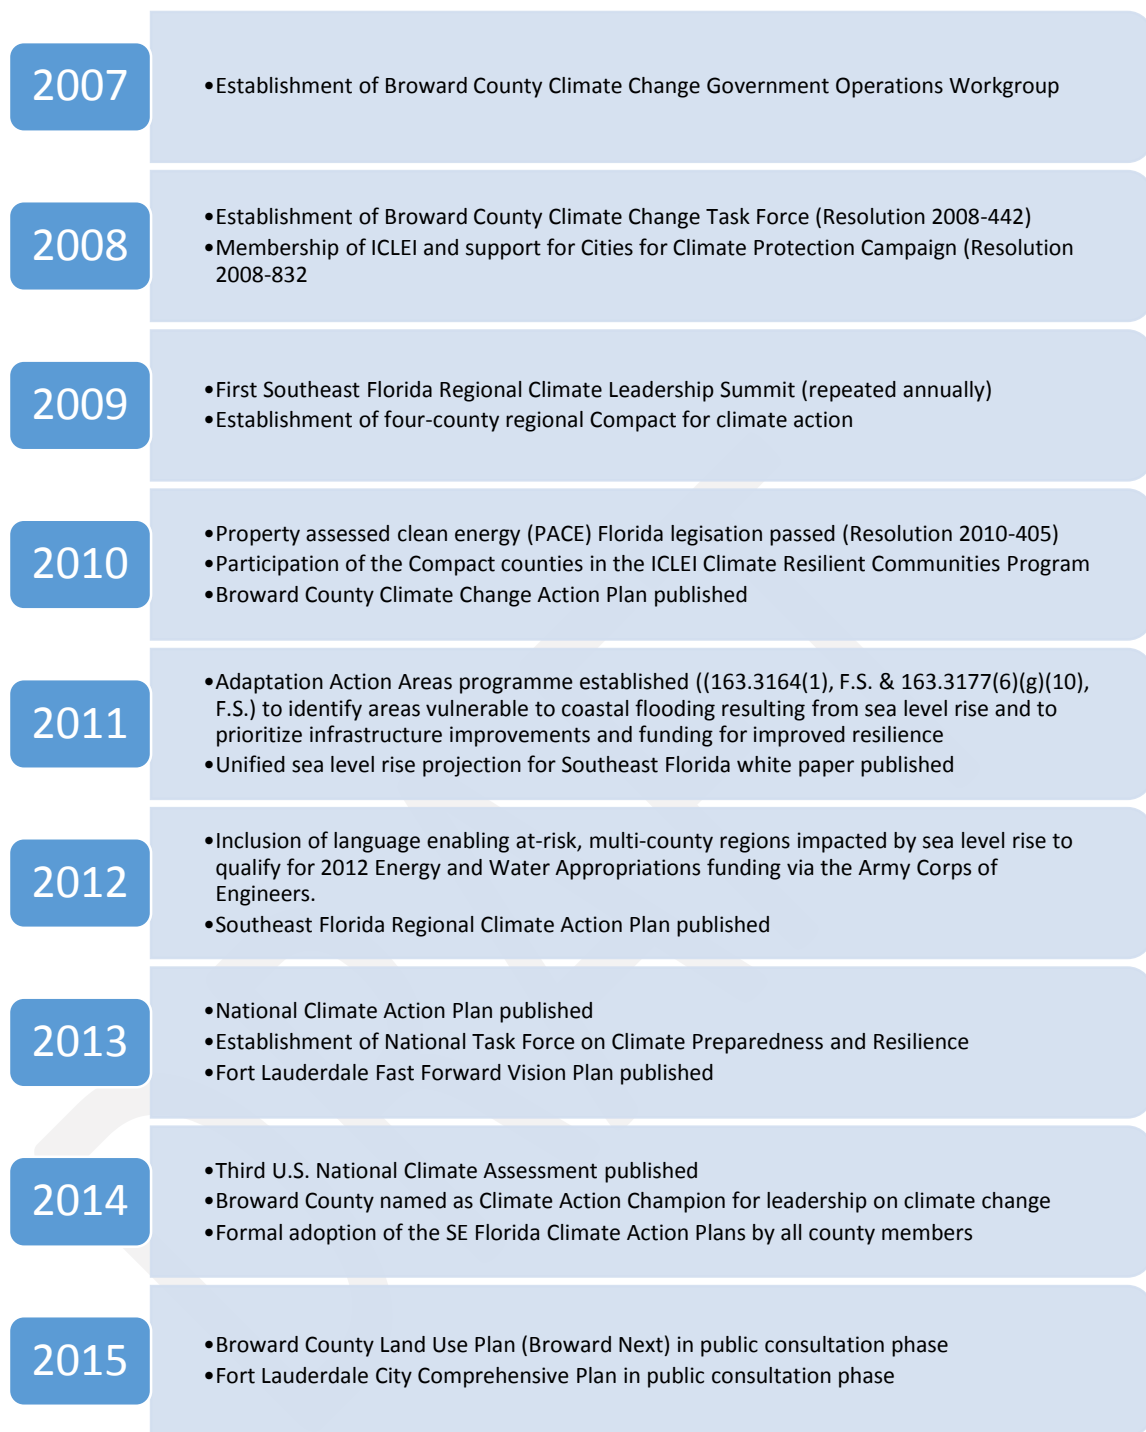 2007
•Establishment of Broward County Climate Change Government Operations Workgroup
2008
•Establishment of Broward County Climate Change Task Force (Resolution 2008-442)
•Membership of ICLEI and support for Cities for Climate Protection Campaign (Resolution
2008-832
2009
•First Southeast Florida Regional Climate Leadership Summit (repeated annually)
•Establishment of four-county regional Compact for climate action
2010
•Property assessed clean energy (PACE) Florida legisation passed (Resolution 2010-405)
•Participation of the Compact counties in the ICLEI Climate Resilient Communities Program
•Broward County Climate Change Action Plan published
2011
•Adaptation Action Areas programme established ((163.3164(1), F.S. & 163.3177(6)(g)(10),
F.S.) to identify areas vulnerable to coastal flooding resulting from sea level rise and to
prioritize infrastructure improvements and funding for improved resilience
•Unified sea level rise projection for Southeast Florida white paper published
2012
•Inclusion of language enabling at-risk, multi-county regions impacted by sea level rise to
qualify for 2012 Energy and Water Appropriations funding via the Army Corps of
Engineers.
•Southeast Florida Regional Climate Action Plan published
2013
•National Climate Action Plan published
•Establishment of National Task Force on Climate Preparedness and Resilience
•Fort Lauderdale Fast Forward Vision Plan published
2014
•Third U.S. National Climate Assessment published
•Broward County named as Climate Action Champion for leadership on climate change
•Formal adoption of the SE Florida Climate Action Plans by all county members
2015
•Broward County Land Use Plan (Broward Next) in public consultation phase
•Fort Lauderdale City Comprehensive Plan in public consultation phase